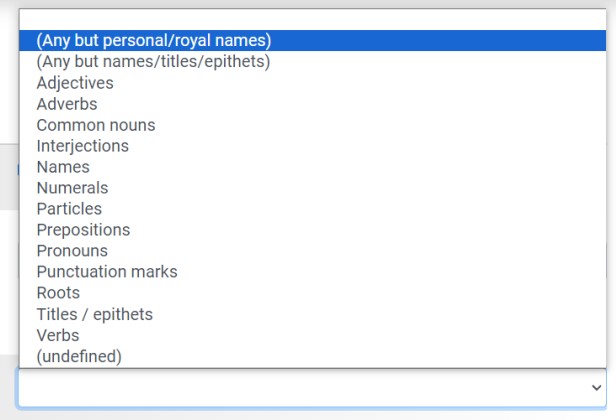 (Any but personal/royal names)
(Any but names/titles/epithets)
Adjectives
Adverbs
Common nouns
Interjections
Names
Numerals
Particles
Prepositions
Pronouns
Punctuation marks
Roots
Titles / epithets
Verbs
(undefined)